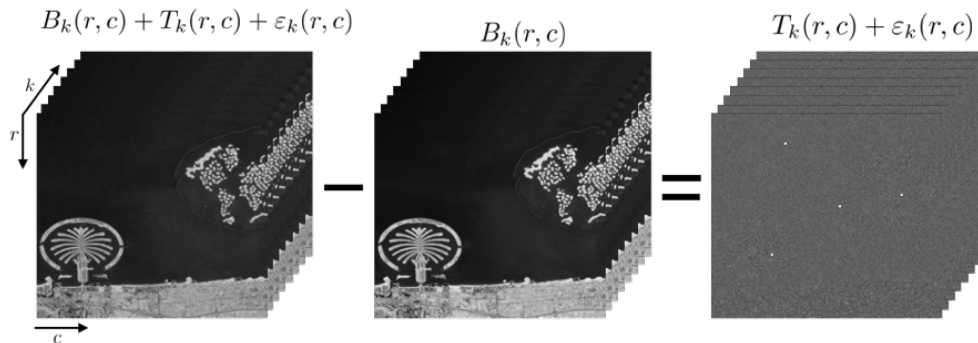 B_k(r, c) + T_k(r, c) + ε_k(r, c)
B_k(r, c)
T_k(r, c) + ε_k(r, c)
k
r
−
=
c